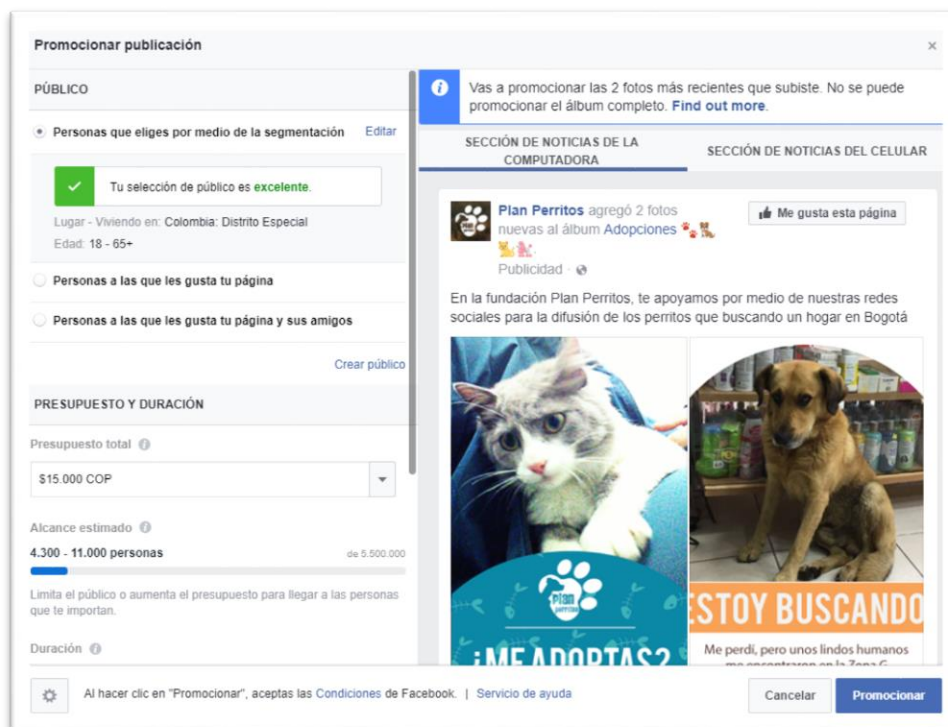 Promocionar publicación
PÚBLICO
Personas que eliges por medio de la segmentación Editar
Tu selección de público es excelente.
Lugar - Viviendo en: Colombia: Distrito Especial
Edad: 18 - 65+
Personas a las que les gusta tu página
Personas a las que les gusta tu página y sus amigos
Crear público
PRESUPUESTO Y DURACIÓN
Presupuesto total
$15.000 COP
Alcance estimado
4.300 - 11.000 personas de 5.500.000
Limita el público o aumenta el presupuesto para llegar a las personas
que te importan.
Duración
Vas a promocionar las 2 fotos más recientes que subiste. No se puede
promocionar el álbum completo. Find out more.
SECCIÓN DE NOTICIAS DE LA
COMPUTADORA
SECCIÓN DE NOTICIAS DEL CELULAR
Plan Perritos agregó 2 fotos
nuevas al álbum Adopciones
Publicidad ·
Me gusta esta página
En la fundación Plan Perritos, te apoyamos por medio de nuestras redes
sociales para la difusión de los perritos que buscando un hogar en Bogotá
plan
perritos
¿ME ADOPTAS?
ESTOY BUSCANDO
Me perdí, pero unos lindos humanos
me encontraron en la Zona G
Al hacer clic en "Promocionar", aceptas las Condiciones de Facebook. | Servicio de ayuda
Cancelar
Promocionar